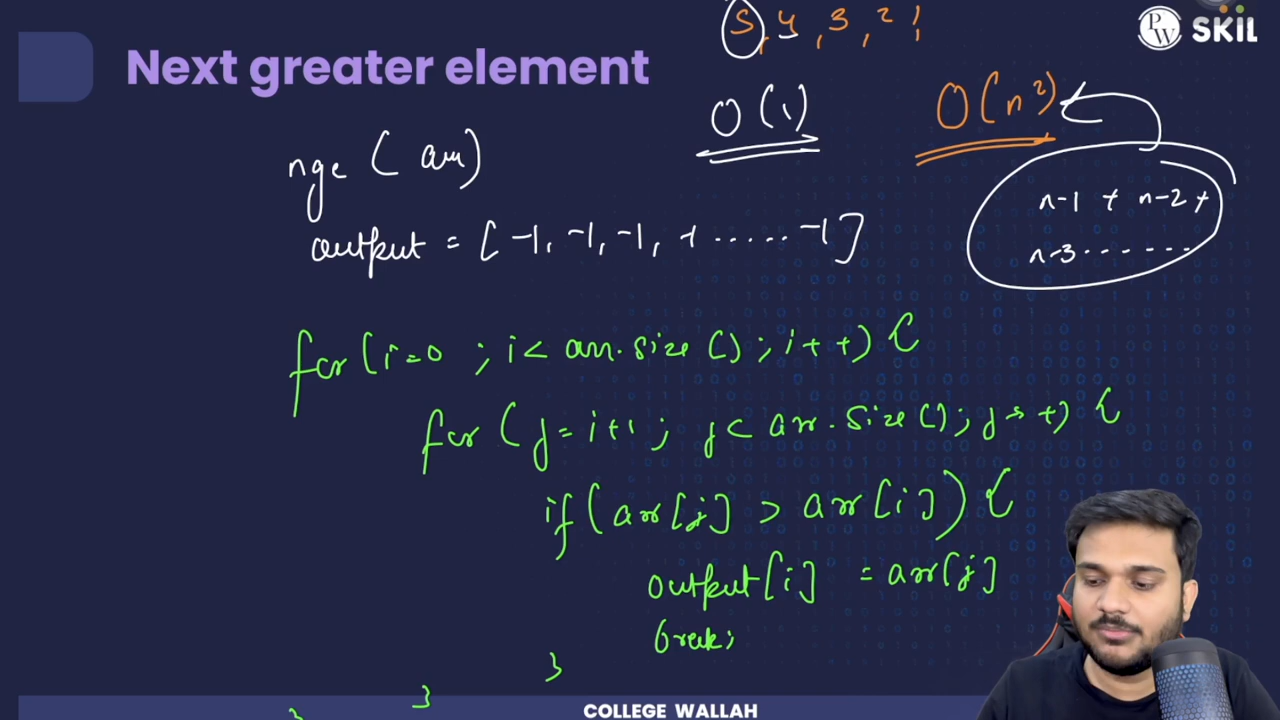 5, 4, 3, 2, 1
PW SKIL
Next greater element
O(1)
O(n²)
nge (arr)
n-1 + n-2 +
n-3.......
output = [-1, -1, -1, -1 ..... -1]
for(i=0 ; i< arr.size() ; i++) {
for (j=i+1; j< arr.size(); j++) {
if(arr[j] > arr[i]) {
output[i] = arr[j]
break;
}
}
}
COLLEGE WALLAH